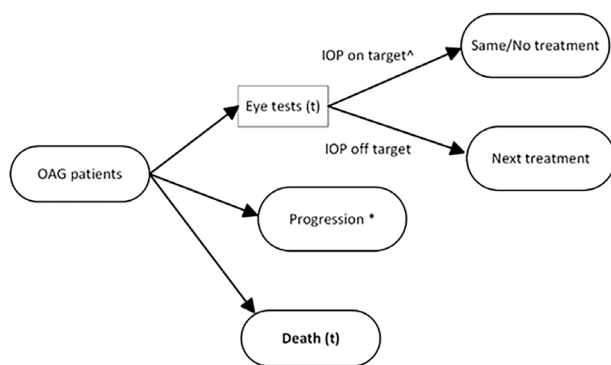 IOP on target^
Same/No treatment
Eye tests (t)
IOP off target
Next treatment
OAG patients
Progression *
Death (t)